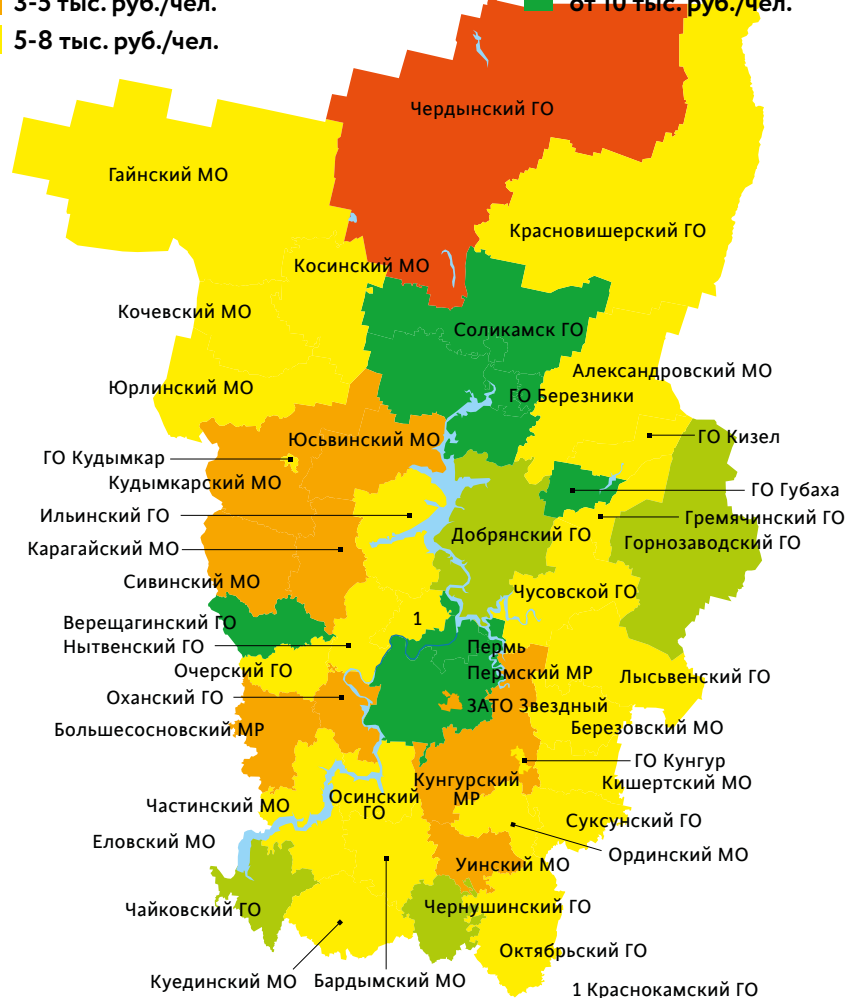 3-5 тыс. руб./чел.
от 10 тыс. руб./чел.
5-8 тыс. руб./чел.
Чердынский ГО
Гайнский МО
Красновишерский ГО
Косинский МО
Кочевский МО
Соликамск ГО
Александровский МО
Юрлинский МО
ГО Березники
Юсьвинский МО
ГО Кизел
ГО Кудымкар
Кудымкарский МО
ГО Губаха
Ильинский ГО
Гремячинский ГО
Добрянский ГО
Горнозаводский ГО
Карагайский МО
Сивинский МО
Чусовской ГО
1
Верещагинский ГО
Нытвенский ГО
Пермь
Очерский ГО
Пермский МР
Лысьвенский ГО
Оханский ГО
ЗАТО Звездный
Большесосновский МР
Березовский МО
ГО Кунгур
Кунгурский
МР
Кишертский МО
Осинский
ГО
Частинский МО
Суксунский ГО
Еловский МО
Ординский МО
Уинский МО
Чайковский ГО
Чернушинский ГО
Октябрьский ГО
Куединский МО
Бардымский МО
1 Краснокамский ГО